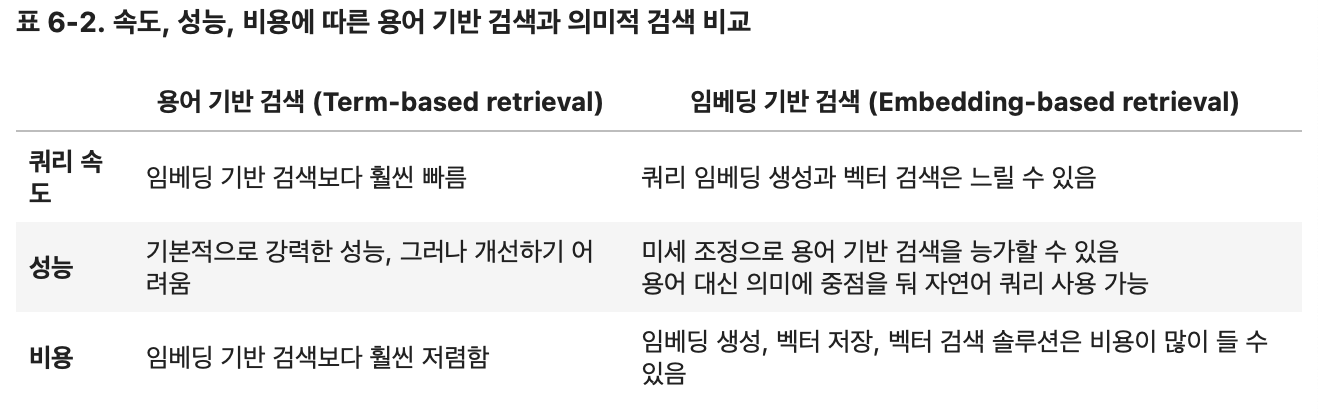 표 6-2. 속도, 성능, 비용에 따른 용어 기반 검색과 의미적 검색 비교
용어 기반 검색 (Term-based retrieval)
임베딩 기반 검색 (Embedding-based retrieval)
쿼리 속
도
임베딩 기반 검색보다 훨씬 빠름
쿼리 임베딩 생성과 벡터 검색은 느릴 수 있음
성능
기본적으로 강력한 성능, 그러나 개선하기 어
려움
미세 조정으로 용어 기반 검색을 능가할 수 있음
용어 대신 의미에 중점을 둬 자연어 쿼리 사용 가능
비용
임베딩 기반 검색보다 훨씬 저렴함
임베딩 생성, 벡터 저장, 벡터 검색 솔루션은 비용이 많이 들 수
있음